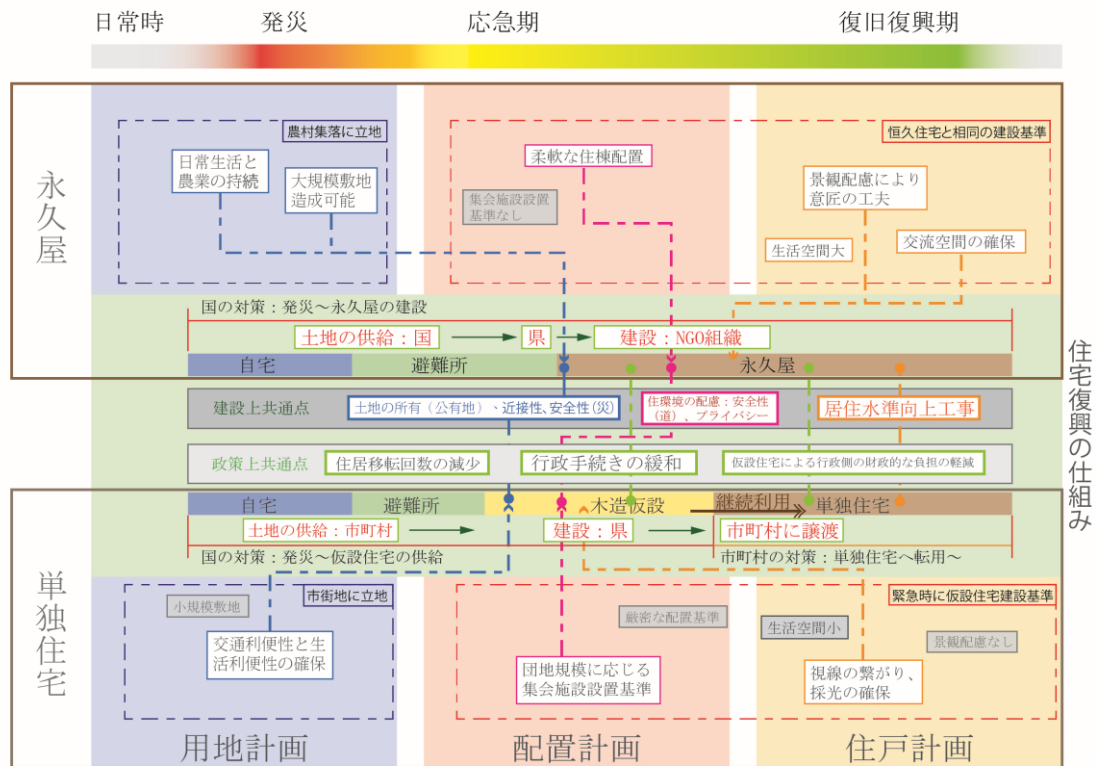 日常時
発災
応急期
復旧復興期
永久屋
農村集落に立地
日常生活と
農業の持続
大規模敷地
造成可能
柔軟な住棟配置
集会施設設置
基準なし
恒久住宅と相同の建設基準
景観配慮により
意匠の工夫
生活空間大
交流空間の確保
国の対策：発災～永久屋の建設
土地の供給：国
県
建設：NGO組織
自宅
避難所
永久屋
建設上共通点
土地の所有（公有地）、近接性、安全性(災)
住環境の配慮：安全性
（道）、プライバシー
居住水準向上工事
政策上共通点
住居移転回数の減少
行政手続きの緩和
仮設住宅による行政側の財政的な負担の軽減
住宅復興の仕組み
自宅
避難所
木造仮設
継続利用
単独住宅
土地の供給：市町村
建設：県
市町村に譲渡
国の対策：発災～仮設住宅の供給
市町村の対策：単独住宅へ転用～
単独住宅
市街地に立地
小規模敷地
交通利便性と生
活利便性の確保
厳密な配置基準
団地規模に応じる
集会施設設置基準
緊急時に仮設住宅建設基準
生活空間小
景観配慮なし
視線の繋がり、
採光の確保
用地計画
配置計画
住戸計画